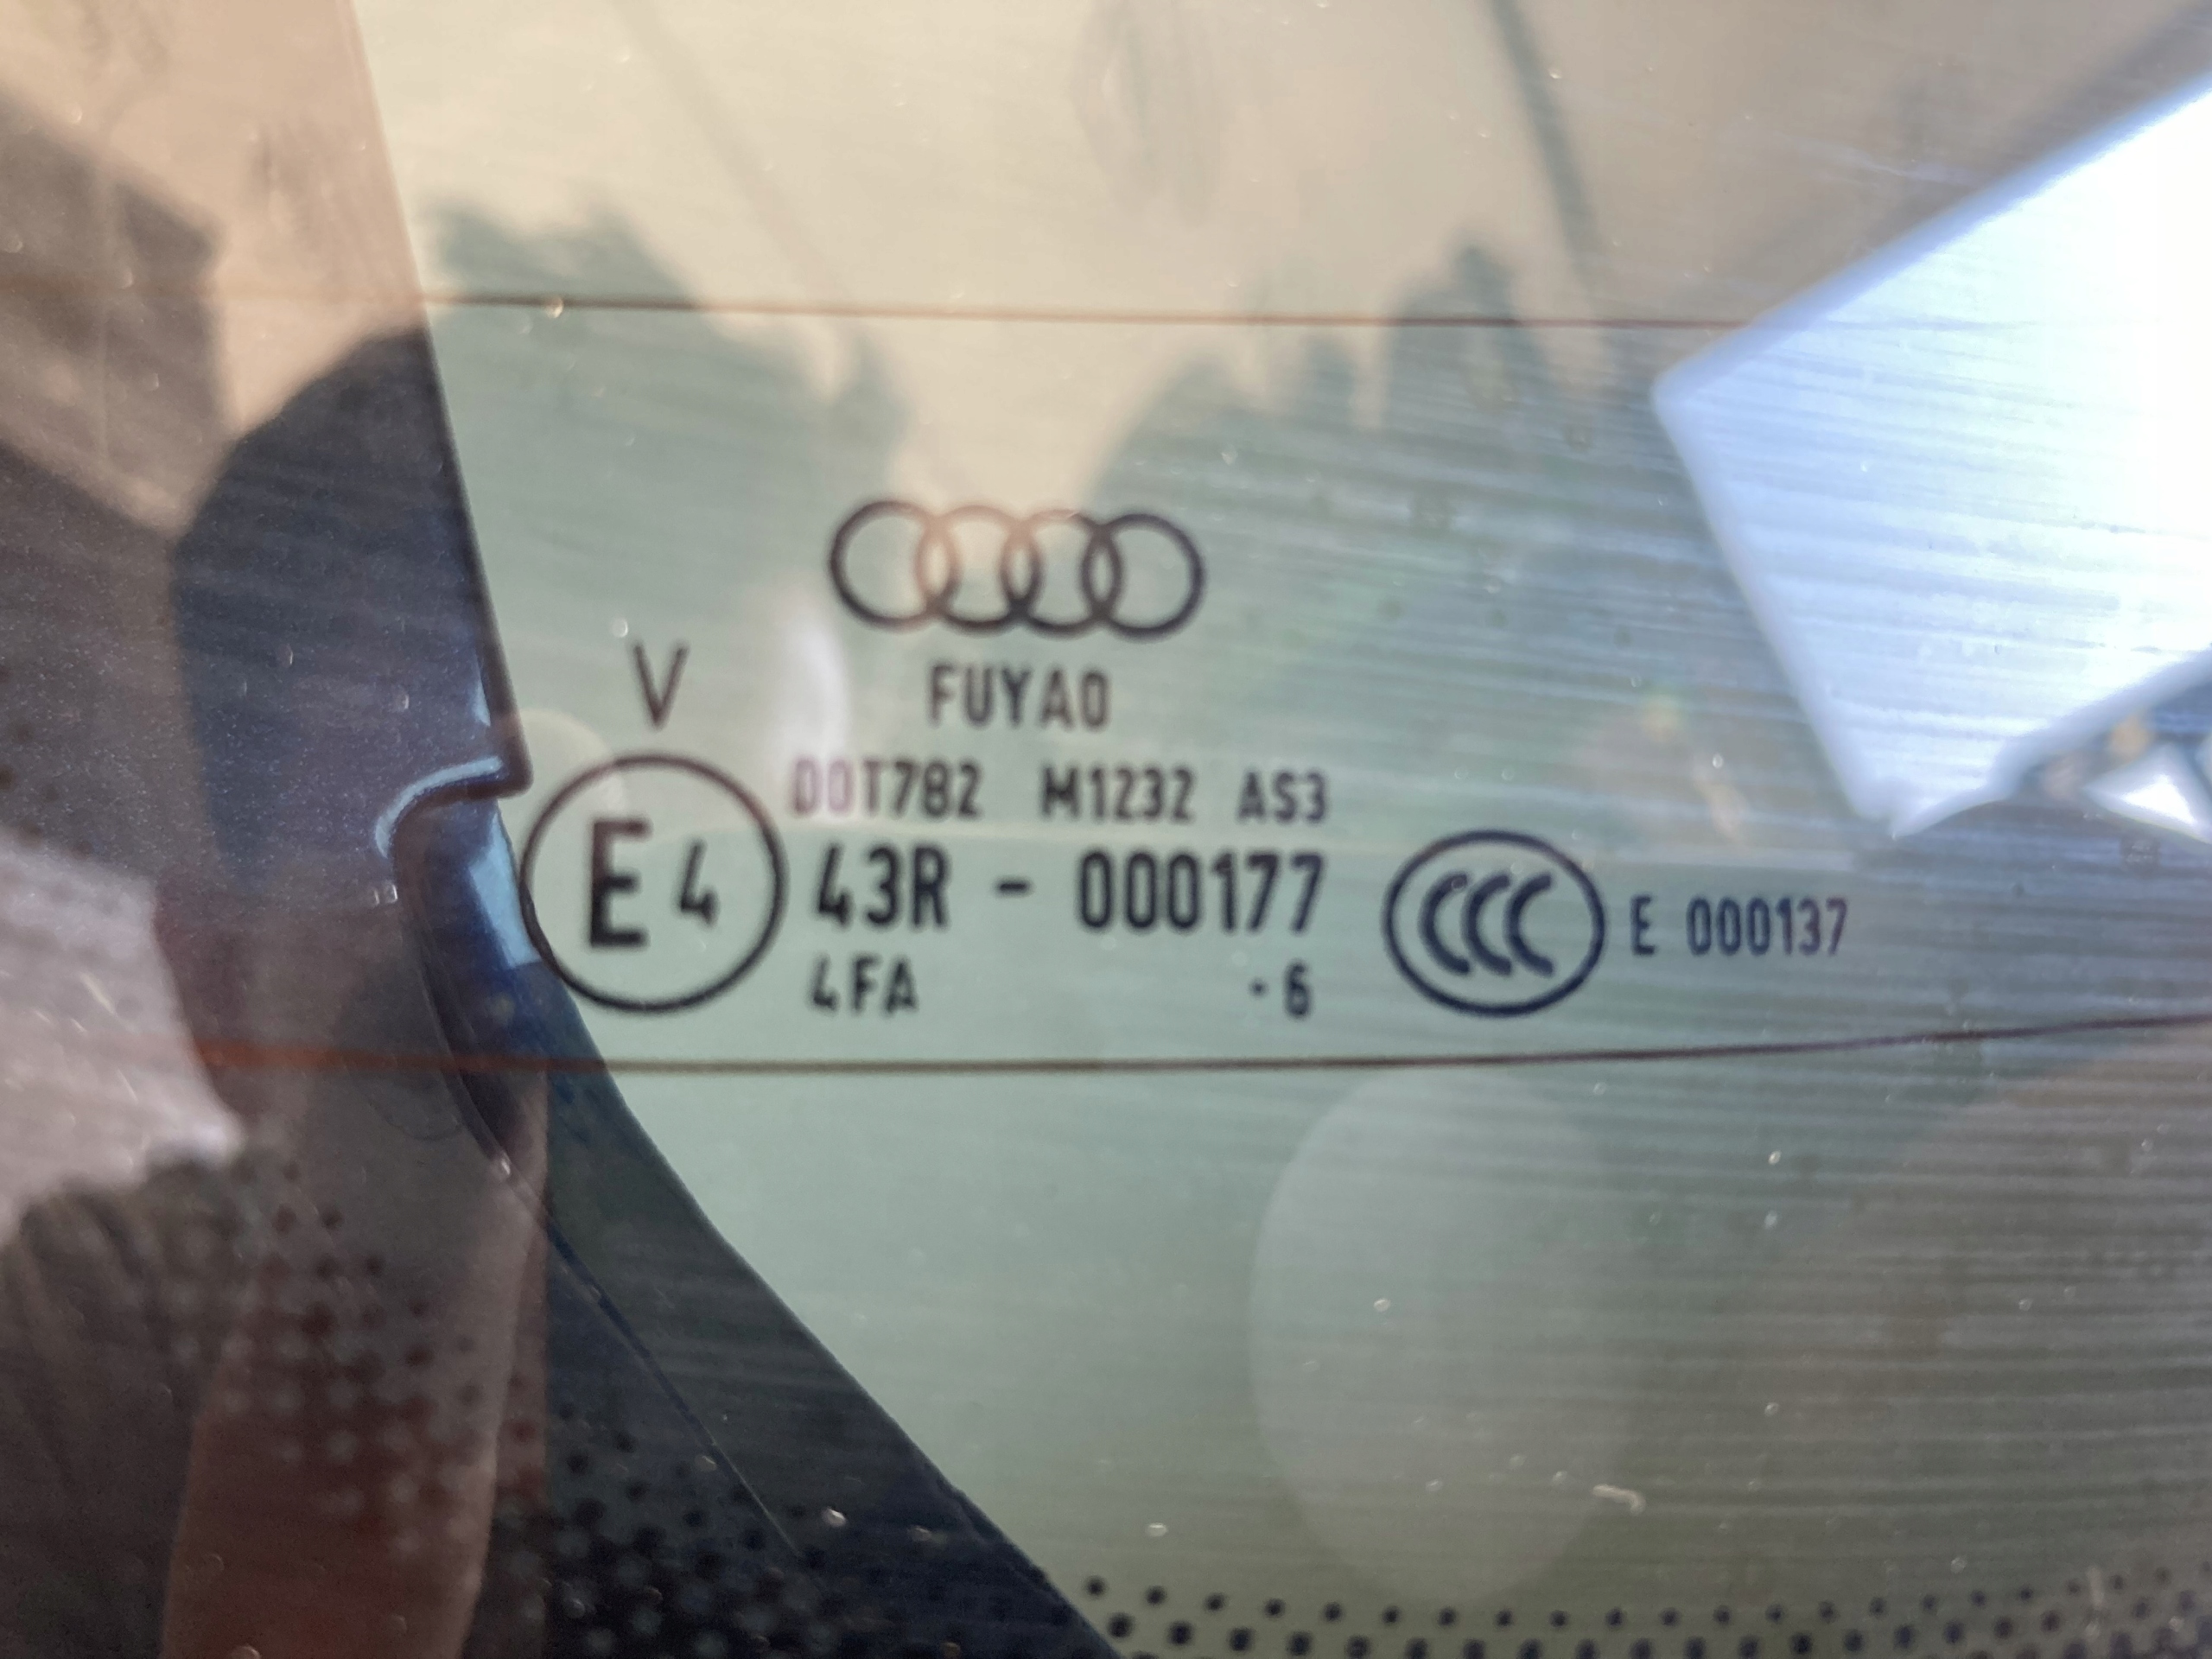 FUYAO
V
DOT782 M1232 AS3
E4 43R - 000177
CCC E 000137
4FA · 6